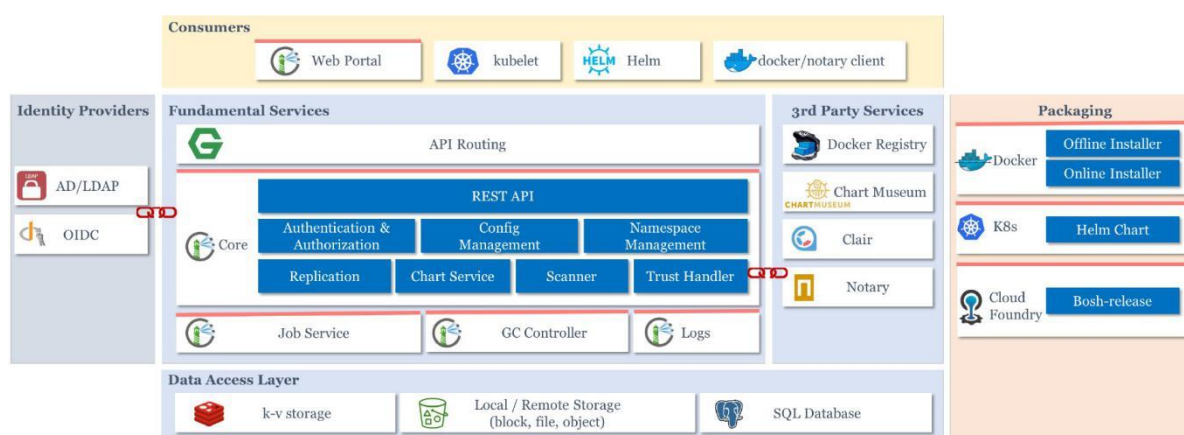 Consumers
Web Portal
kubelet
HELM
Helm
docker/notary client
Identity Providers
LDAP
AD/LDAP
OIDC
Fundamental Services
API Routing
Core
REST API
Authentication &
Authorization
Config
Management
Namespace
Management
Replication
Chart Service
Scanner
Trust Handler
Job Service
GC Controller
Logs
3rd Party Services
Docker Registry
CHARTMUSEUM
Chart Museum
Clair
Notary
Packaging
Docker
Offline Installer
Online Installer
K8s
Helm Chart
Cloud
Foundry
Bosh-release
Data Access Layer
k-v storage
Local / Remote Storage
(block, file, object)
SQL Database